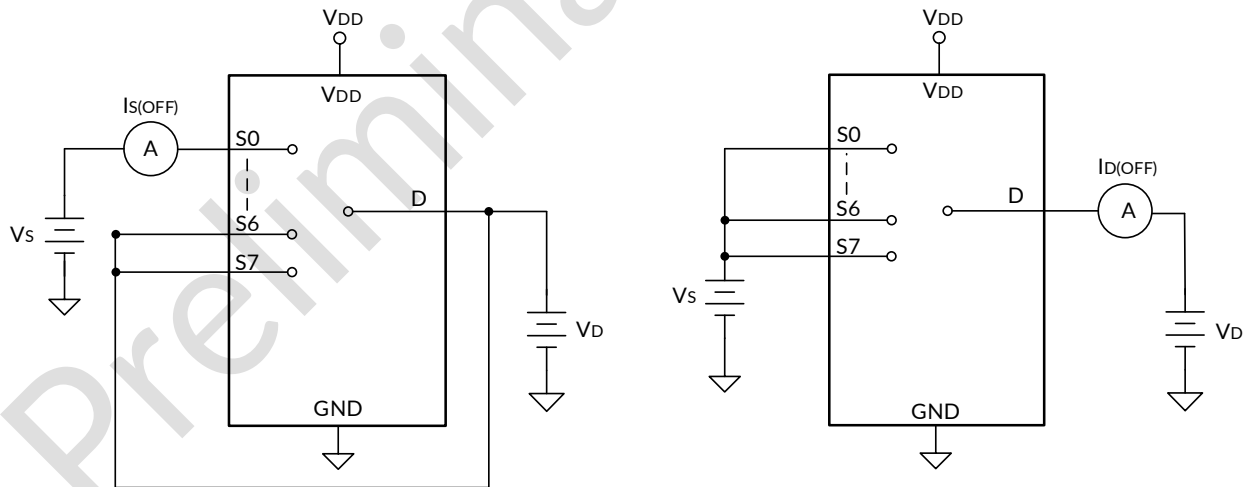 VDD
VDD
IS(OFF)
A
S0
D
S6
S7
VS
VD
GND
VDD
VDD
S0
S6
S7
D
ID(OFF)
A
VS
VD
GND
Prelimina